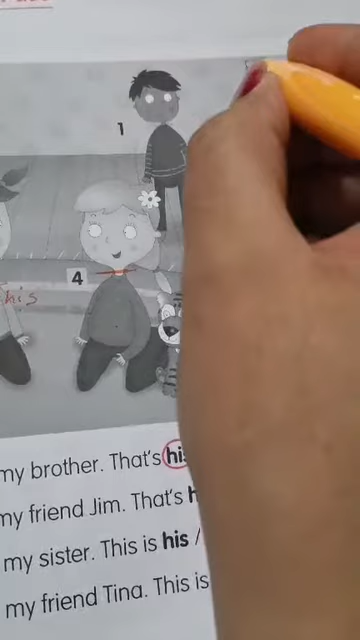 1
4
his
my brother. That's his
my friend Jim. That's h
my sister. This is his /
my friend Tina. This is